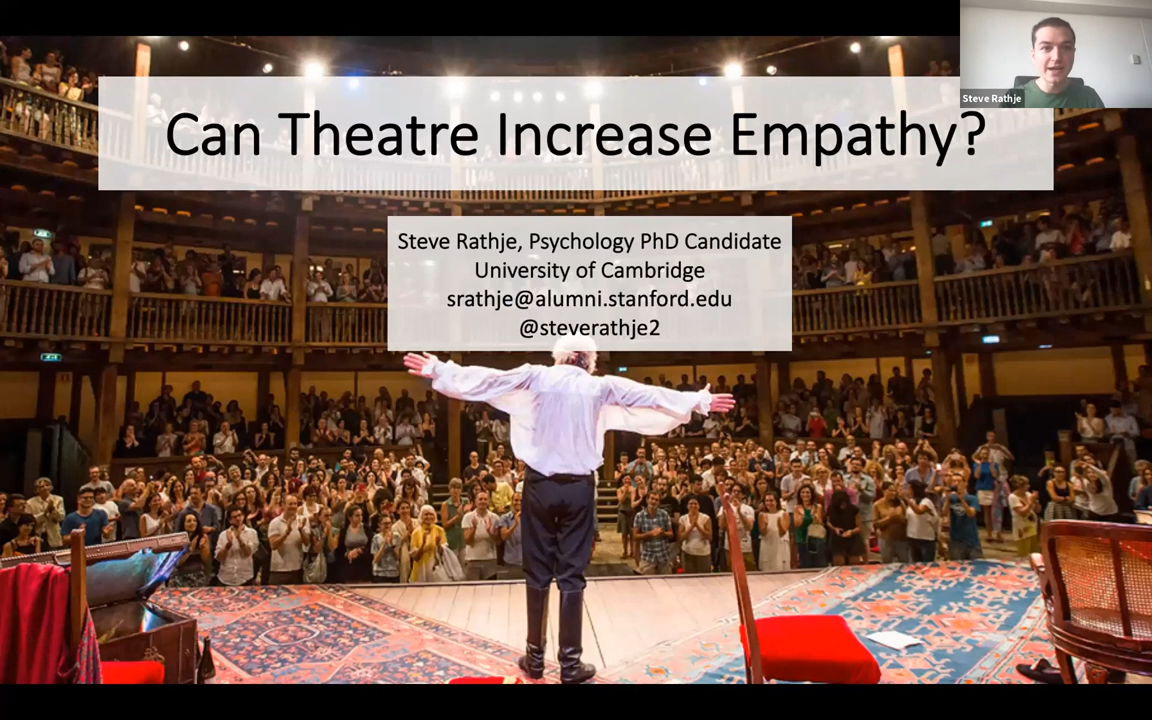 Can Theatre Increase Empathy?
Steve Rathje, Psychology PhD Candidate
University of Cambridge
srathje@alumni.stanford.edu
@steverathje2
Steve Rathje